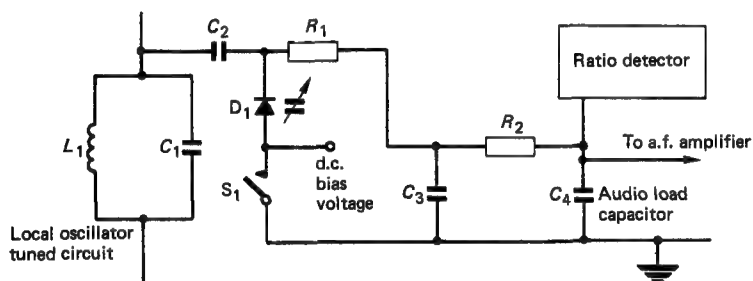 C2
R1
Ratio detector
D1
L1
C1
R2
To a.f. amplifier
d.c.
bias
voltage
S1
C3
C4
Audio load
capacitor
Local oscillator
tuned circuit